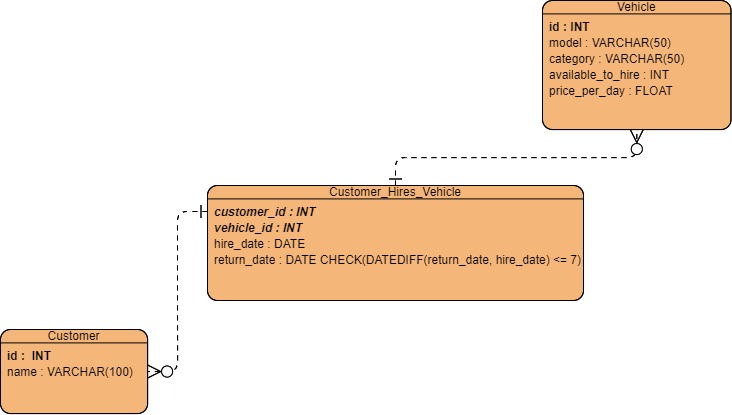 Vehicle
id : INT
model : VARCHAR(50)
category : VARCHAR(50)
available_to_hire : INT
price_per_day : FLOAT
Customer_Hires_Vehicle
customer_id : INT
vehicle_id : INT
hire_date : DATE
return_date : DATE CHECK(DATEDIFF(return_date, hire_date) <= 7)
Customer
id : INT
name : VARCHAR(100)